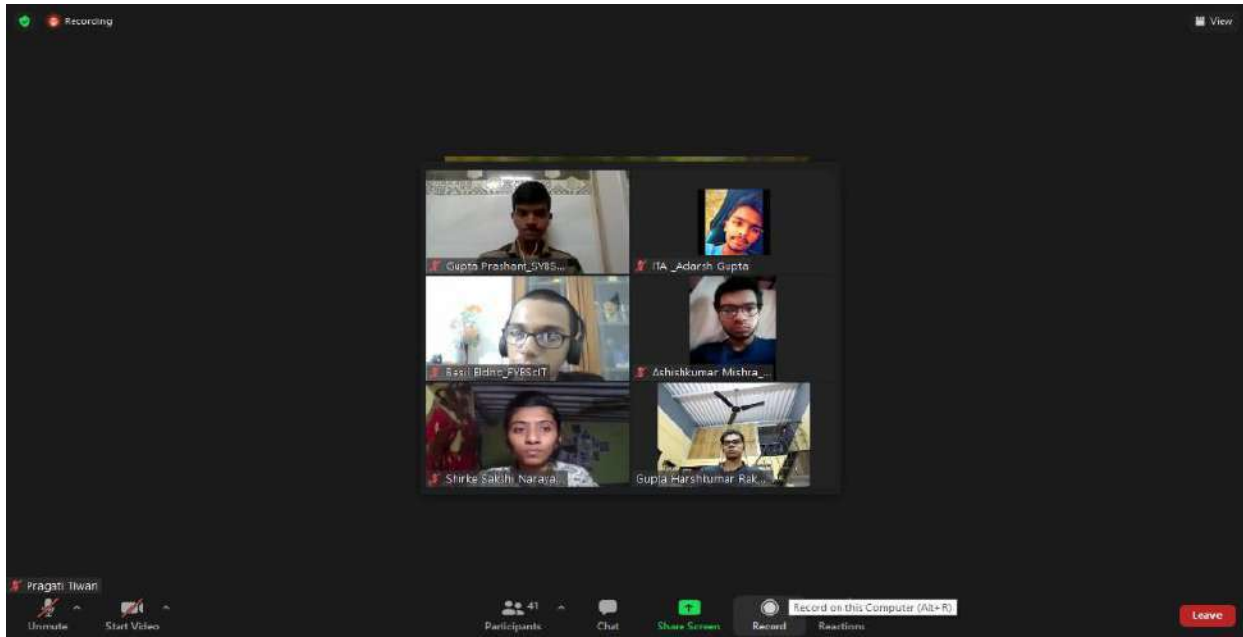 Recording
View
Gupta Prashant_SYBS...
ITA _Adarsh Gupta
Basil Eldho_FYBScIT
Ashishkumar Mishra_...
Shirke Sakshi Naraya...
Gupta Harshkumar Rak...
Pragati Tiwari
Unmute
Start Video
41
Participants
Chat
Share Screen
Record
Record on this Computer (Alt+R)
Reactions
Leave